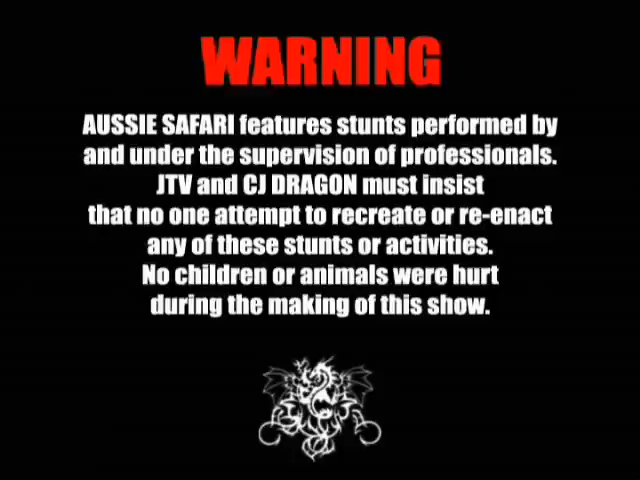 WARNING
AUSSIE SAFARI features stunts performed by
and under the supervision of professionals.
JTV and CJ DRAGON must insist
that no one attempt to recreate or re-enact
any of these stunts or activities.
No children or animals were hurt
during the making of this show.